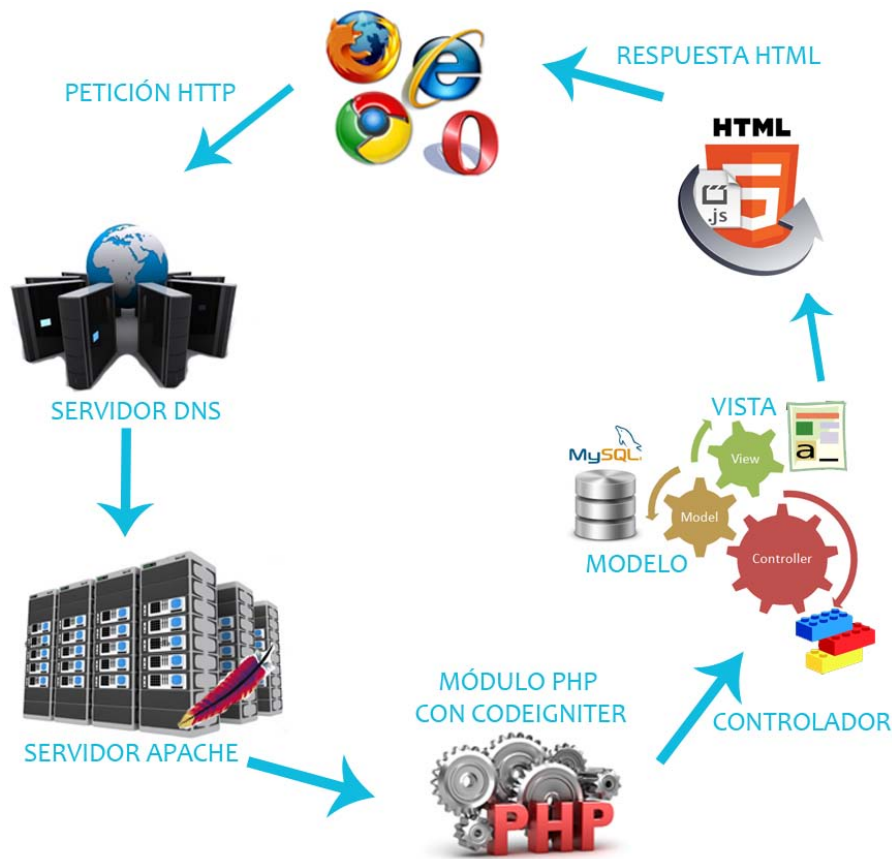 RESPUESTA HTML
PETICIÓN HTTP
HTML
.js
SERVIDOR DNS
VISTA
MySQL
View
a_
Model
MODELO
Controller
MÓDULO PHP
CON CODEIGNITER
CONTROLADOR
SERVIDOR APACHE
PHP